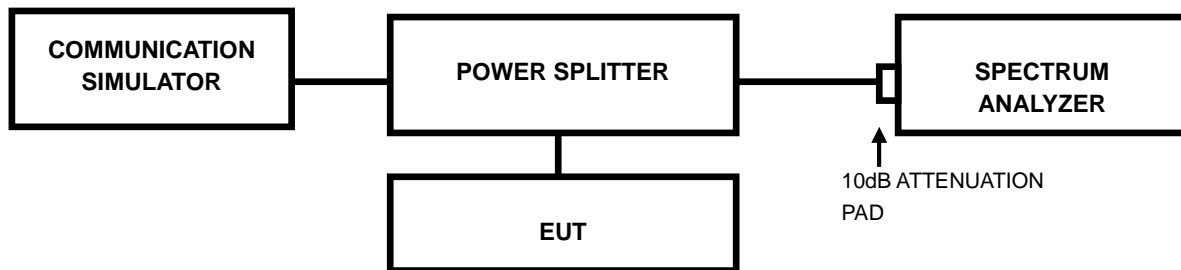 COMMUNICATION
SIMULATOR
POWER SPLITTER
SPECTRUM
ANALYZER
10dB ATTENUATION
PAD
EUT